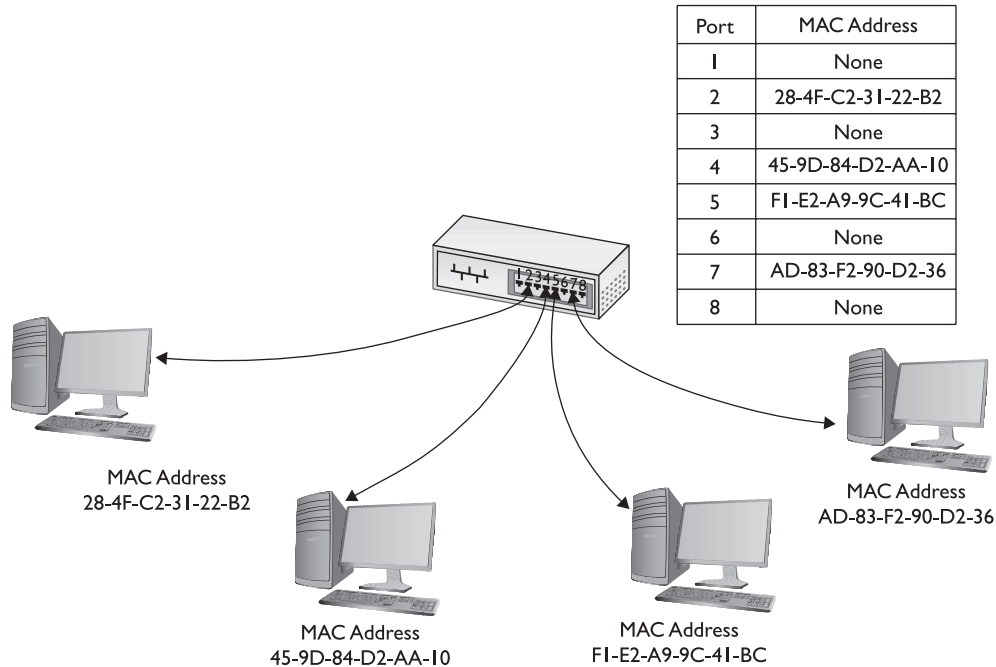 Port MAC Address
1 None
2 28-4F-C2-31-22-B2
3 None
4 45-9D-84-D2-AA-10
5 F1-E2-A9-9C-41-BC
6 None
7 AD-83-F2-90-D2-36
8 None
12345678
MAC Address
28-4F-C2-31-22-B2
MAC Address
45-9D-84-D2-AA-10
MAC Address
F1-E2-A9-9C-41-BC
MAC Address
AD-83-F2-90-D2-36